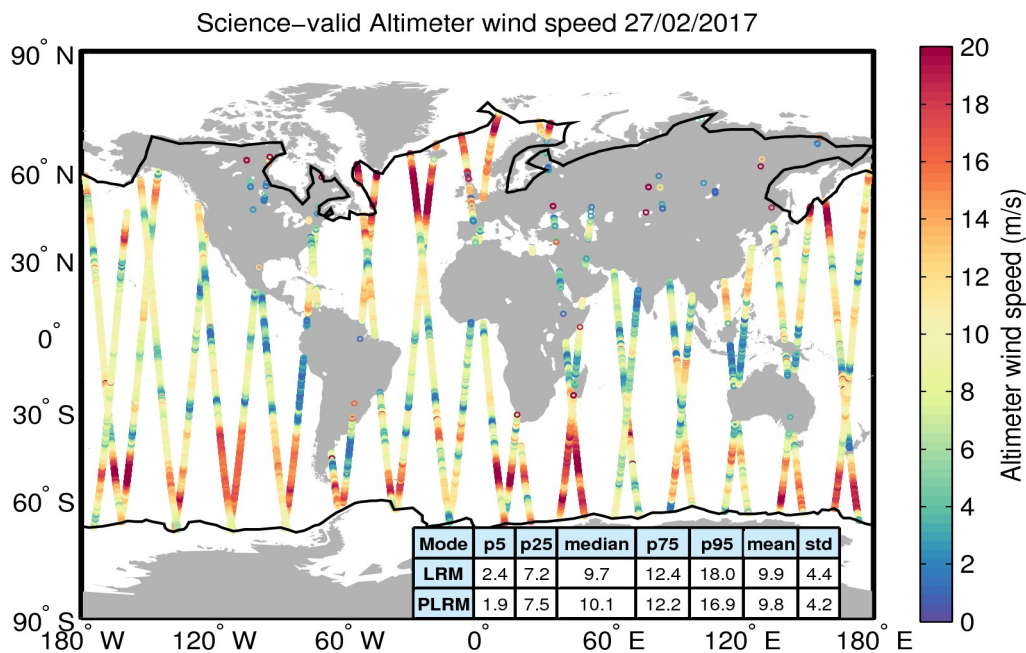 Science−valid Altimeter wind speed 27/02/2017
90° N
60° N
30° N
0°
30° S
60° S
90° S
180° W
120° W
60° W
0°
60° E
120° E
180° E
Mode p5 p25 median p75 p95 mean std
LRM 2.4 7.2 9.7 12.4 18.0 9.9 4.4
PLRM 1.9 7.5 10.1 12.2 16.9 9.8 4.2
20
18
16
14
12
10
8
6
4
2
0
Altimeter wind speed (m/s)